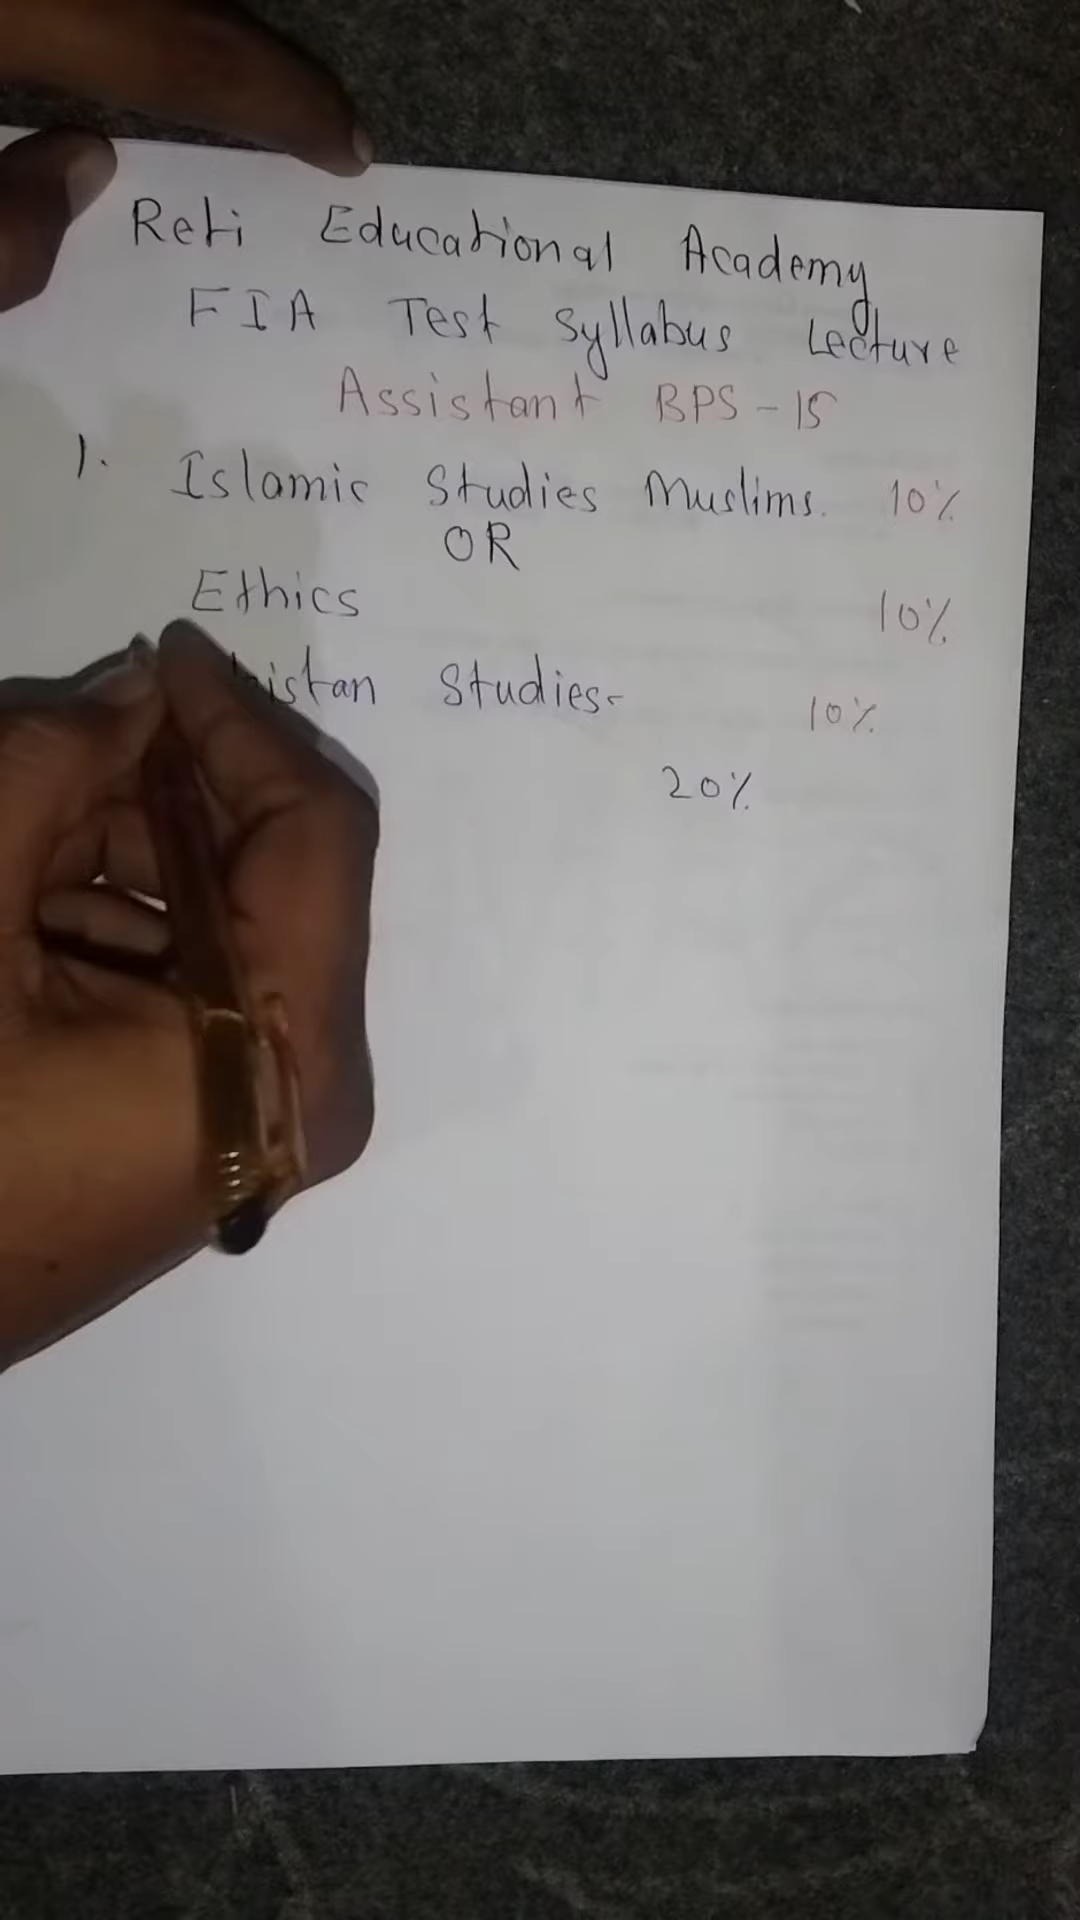 Reti Educational Academy
FIA Test Syllabus Lecture
Assistant BPS-15
1. Islamic Studies Muslims. 10%
OR
Ethics 10%
istan Studies- 10%
20%